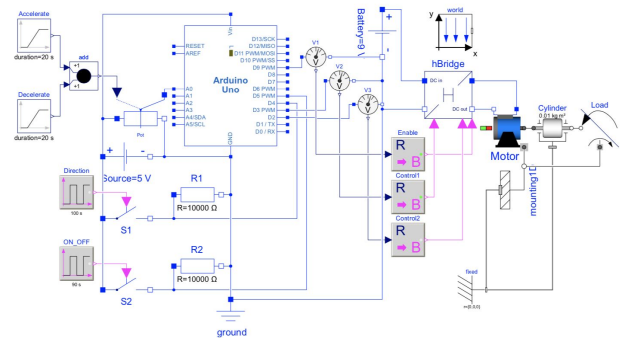 Accelerate
duration=20 s
add
+1
+1
Decelerate
duration=20 s
Vin
RESET
AREF
A0
A1
A2
A3
A4/SDA
A5/SCL
Arduino
Uno
D13/SCK
D12/MISO
D11 PWM/MOSI
D10 PWM/SS
D9 PWM
D8
D7
D6 PWM
D5 PWM
D4
D3 PWM
D2
D1 / TX
D0 / RX
GND
Pot
+
-
Source=5 V
Direction
100 s
S1
R1
R=10000 Ω
ON_OFF
90 s
S2
R2
R=10000 Ω
ground
V1
V
V2
V
V3
V
Battery=9 V
+
-
world
y
x
hBridge
DC in
DC out
H
Enable
R
B
Control1
R
B
Control2
R
B
Motor
Cylinder
0.01 kg m²
Load
mounting1D
fixed